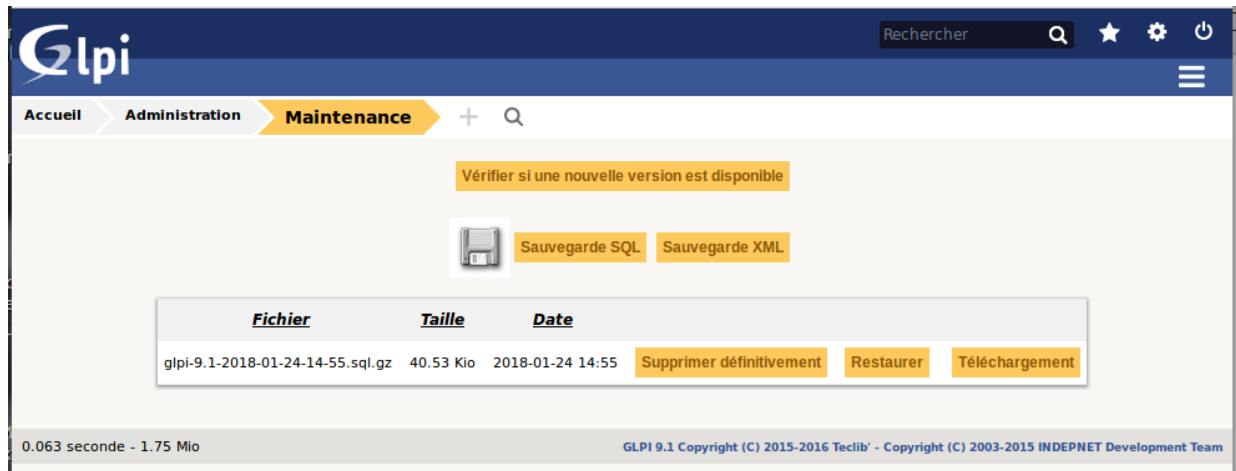 Glpi
Rechercher
Accueil Administration Maintenance
Vérifier si une nouvelle version est disponible
Sauvegarde SQL Sauvegarde XML
Fichier Taille Date
glpi-9.1-2018-01-24-14-55.sql.gz 40.53 Kio 2018-01-24 14:55 Supprimer définitivement Restaurer Téléchargement
0.063 seconde - 1.75 Mio GLPI 9.1 Copyright (C) 2015-2016 Teclib' - Copyright (C) 2003-2015 INDEPNET Development Team